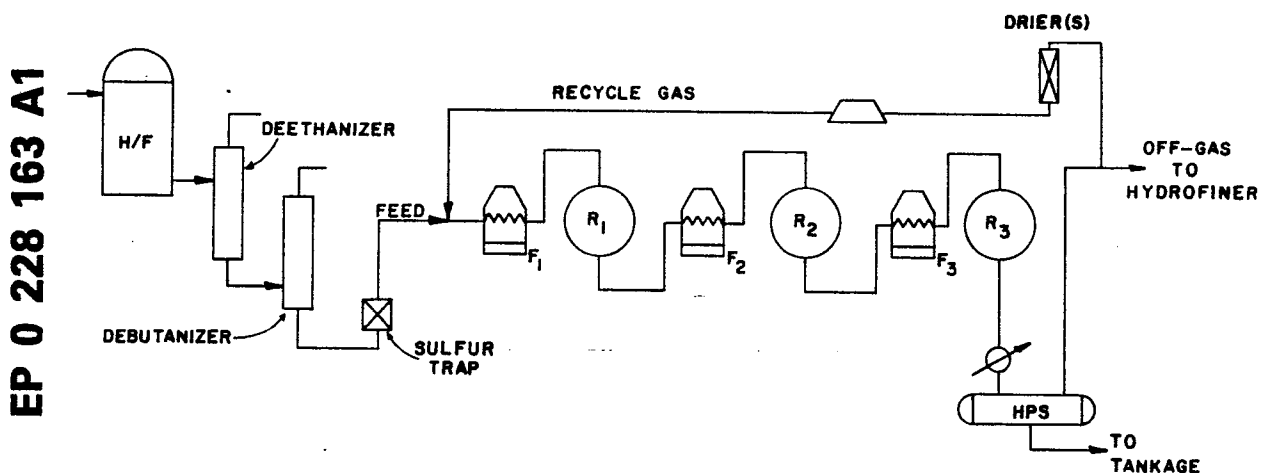 EP 0 228 163 A1
H/F
DEETHANIZER
DEBUTANIZER
FEED
SULFUR
TRAP
RECYCLE GAS
DRIER(S)
F1
R1
F2
R2
F3
R3
OFF-GAS
TO
HYDROFINER
HPS
TO
TANKAGE